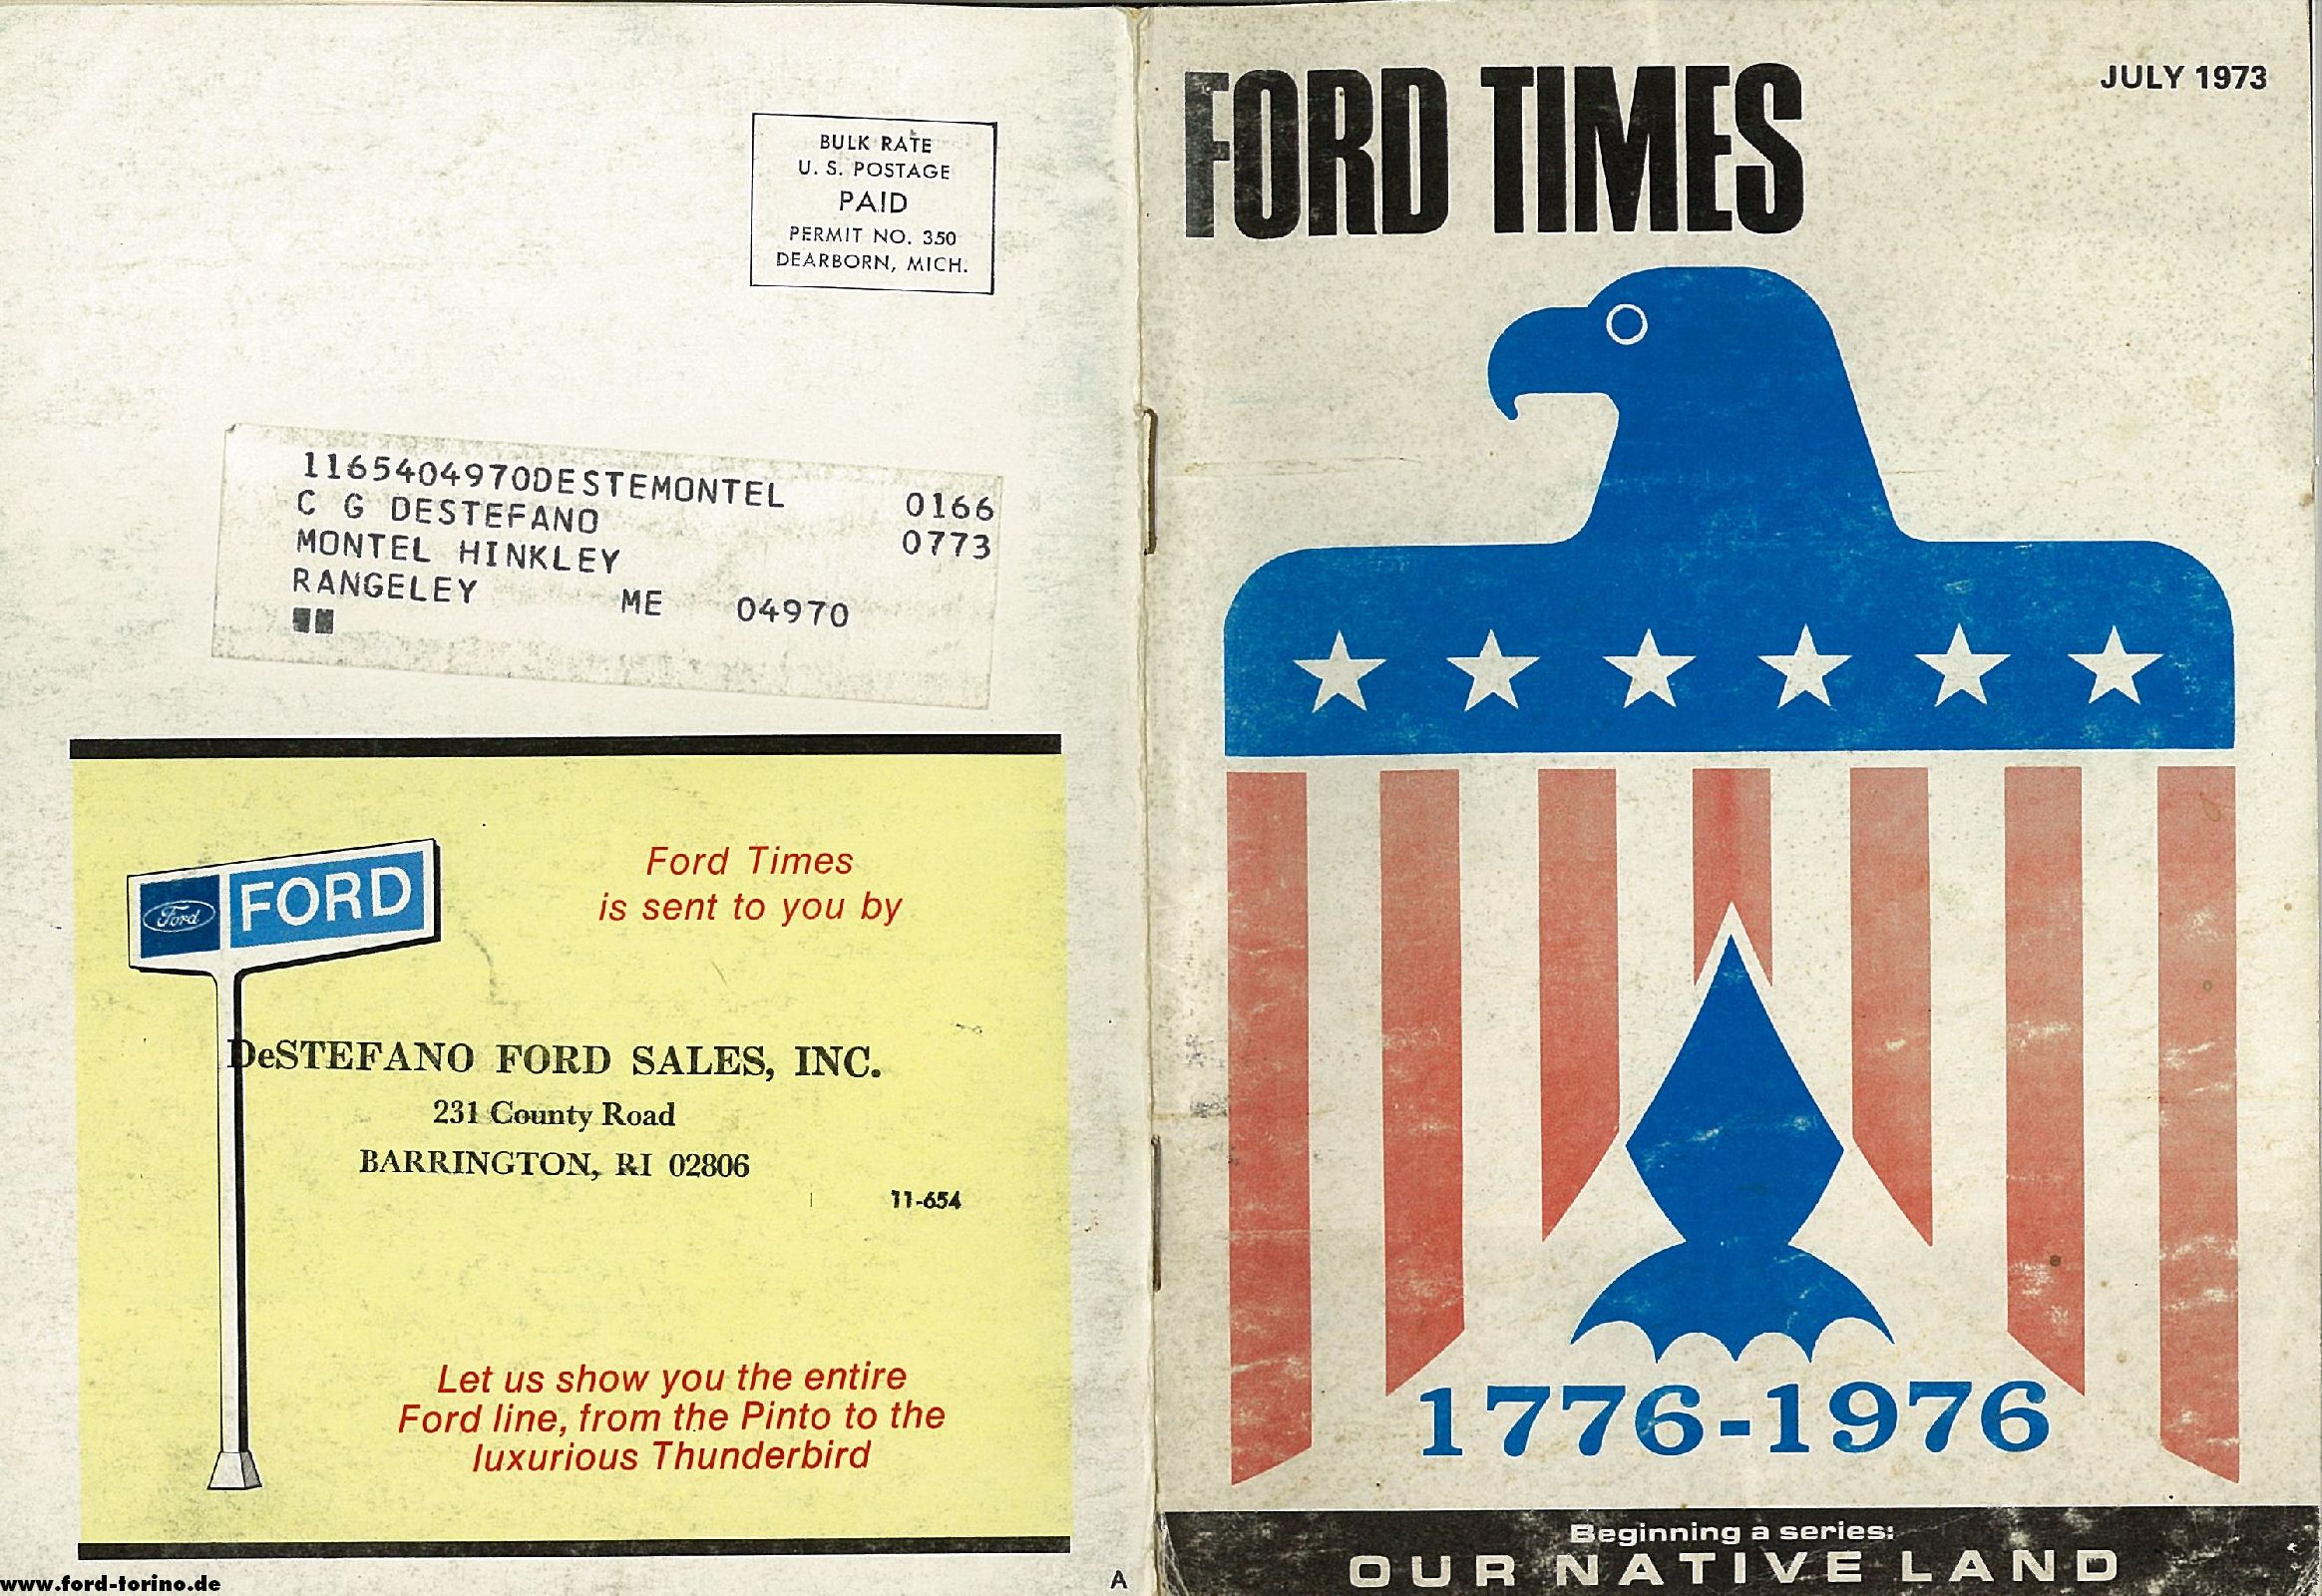 BULK RATE
U. S. POSTAGE
PAID
PERMIT NO. 350
DEARBORN, MICH.
1165404970DESTEMONTEL 0166
C G DESTEFANO 0773
MONTEL HINKLEY
RANGELEY ME 04970
Ford FORD
Ford Times
is sent to you by
DeSTEFANO FORD SALES, INC.
231 County Road
BARRINGTON, RI 02806
11-654
Let us show you the entire
Ford line, from the Pinto to the
luxurious Thunderbird
A
www.ford-torino.de
FORD TIMES
JULY 1973
1776-1976
Beginning a series:
OUR NATIVE LAND